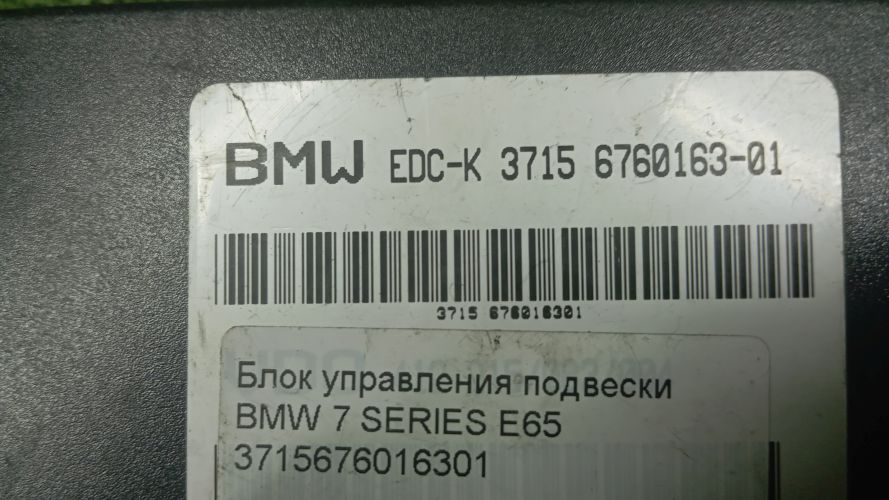 BMW EDC-K 3715 6760163-01
3715 676016301
Блок управления подвески
BMW 7 SERIES E65
3715676016301